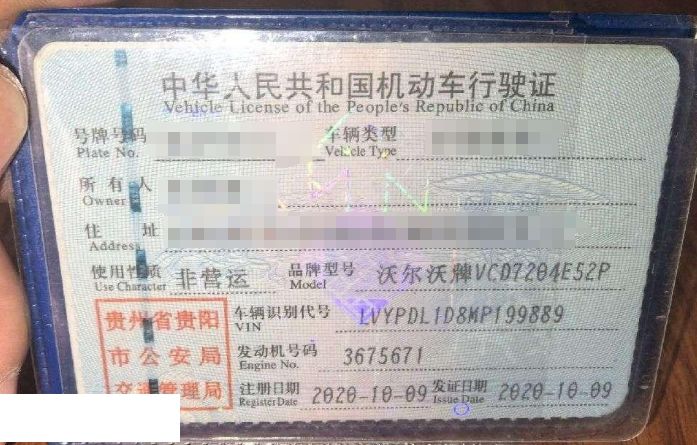 中华人民共和国机动车行驶证
Vehicle License of the People's Republic of China
号牌号码 车辆类型
Plate No. Vehicle Type
所有人
Owner
住址
Address
使用性质 非营运 品牌型号 沃尔沃牌VCD7204E52P
Use Character Model
贵州省贵阳 车辆识别代号 LVYPDL1D8MP199889
VIN
市公安局 发动机号码 3675671
Engine No.
交通管理局 注册日期 2020-10-09 发证日期 2020-10-09
Register Date Issue Date